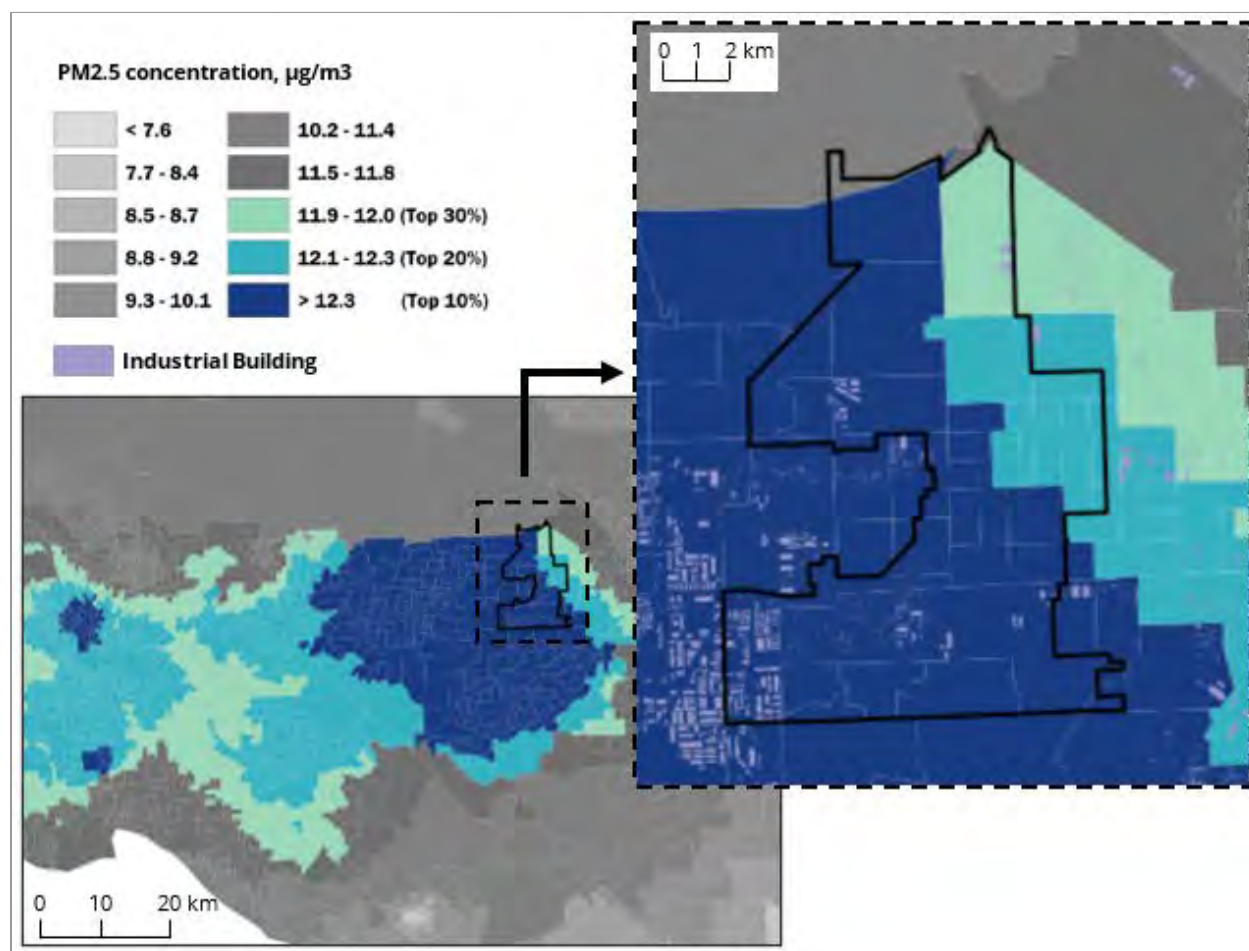 PM2.5 concentration, µg/m3
< 7.6
7.7 - 8.4
8.5 - 8.7
8.8 - 9.2
9.3 - 10.1
10.2 - 11.4
11.5 - 11.8
11.9 - 12.0 (Top 30%)
12.1 - 12.3 (Top 20%)
> 12.3 (Top 10%)
Industrial Building
0 1 2 km
0 10 20 km